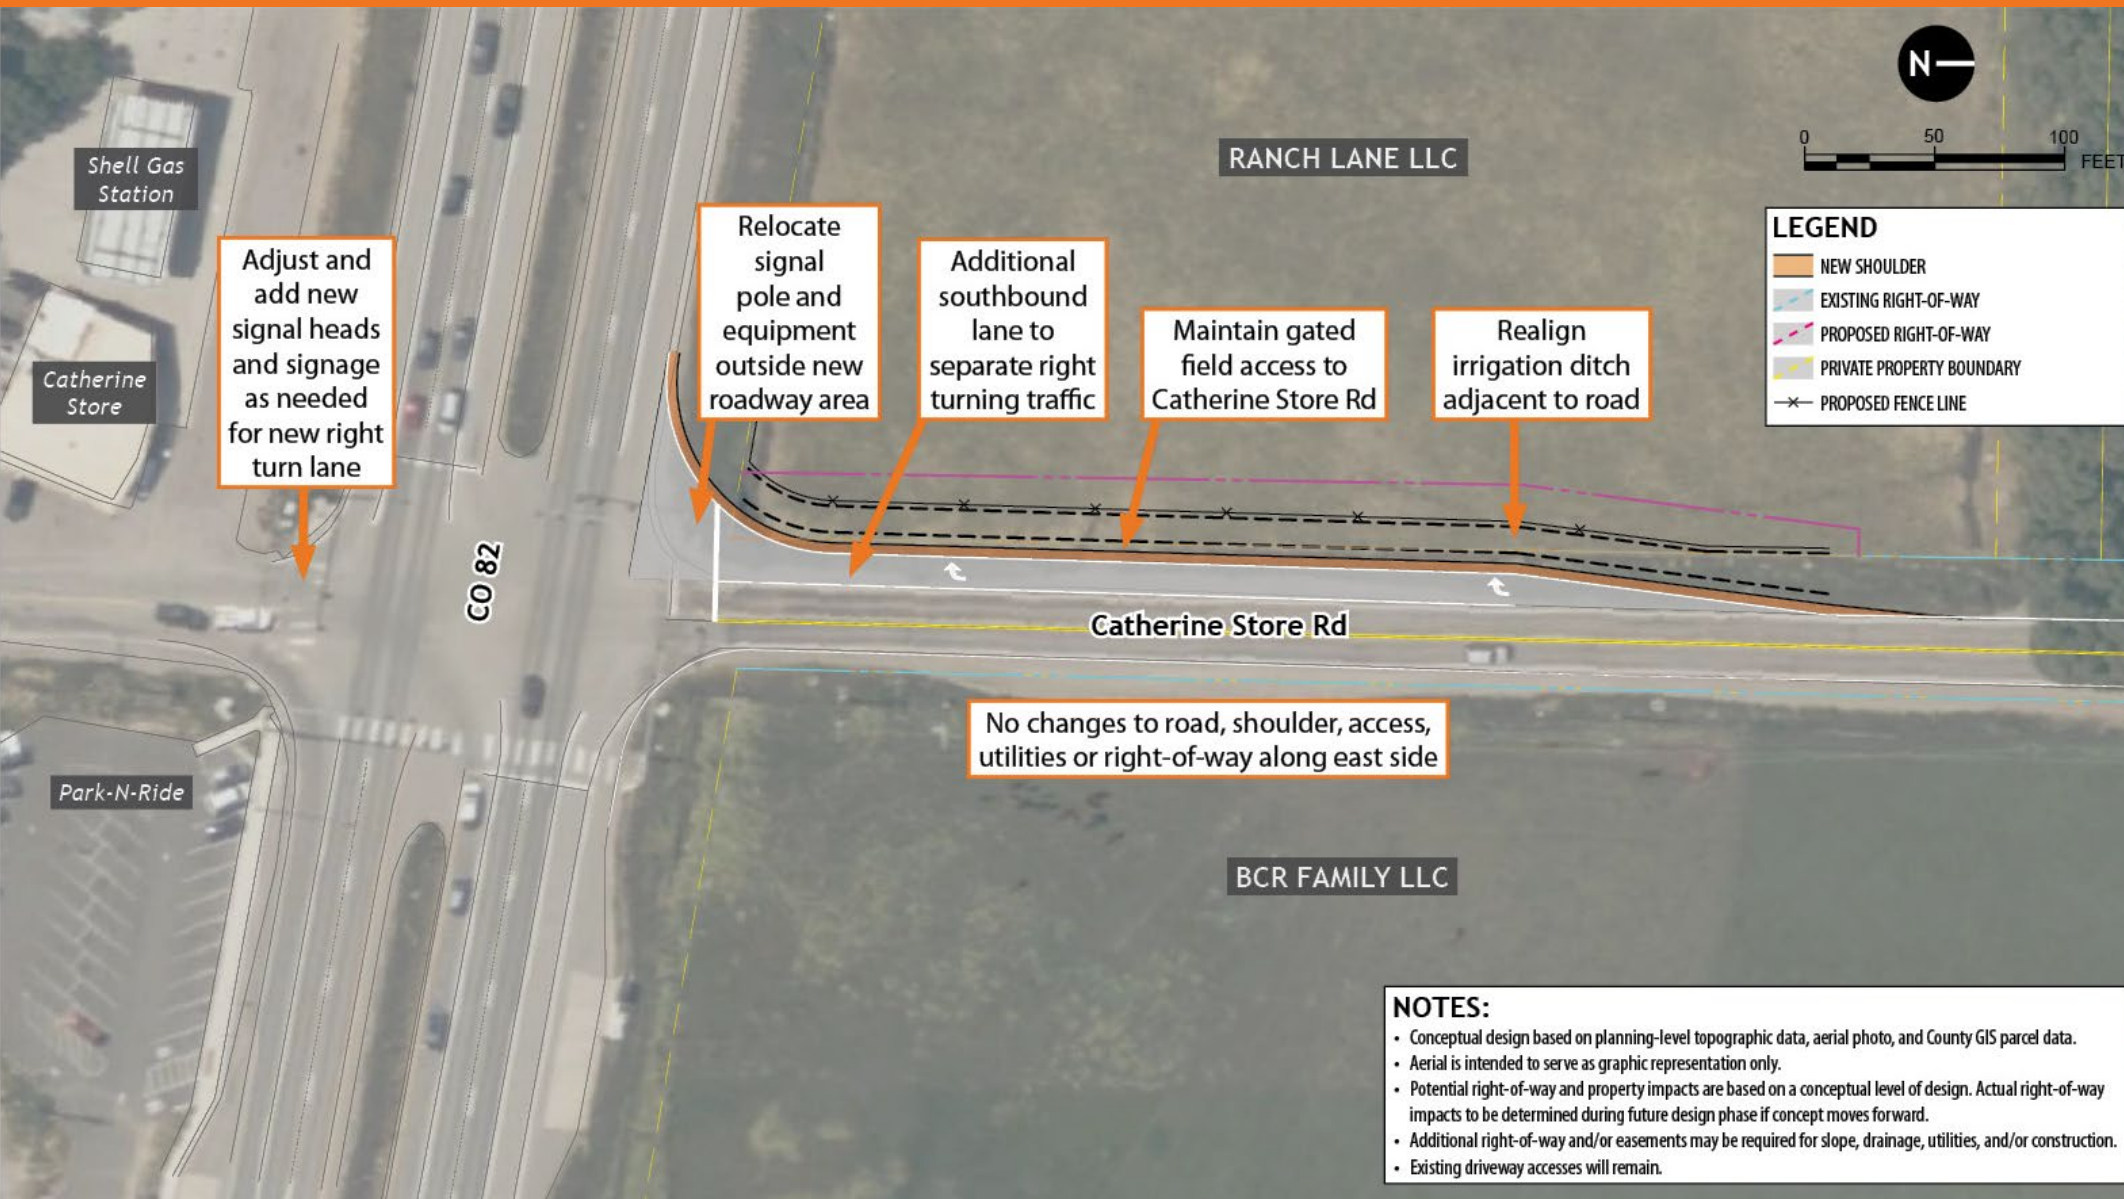 N
0 50 100
FEET
RANCH LANE LLC
Shell Gas
Station
Catherine
Store
Adjust and
add new
signal heads
and signage
as needed
for new right
turn lane
Relocate
signal
pole and
equipment
outside new
roadway area
Additional
southbound
lane to
separate right
turning traffic
Maintain gated
field access to
Catherine Store Rd
Realign
irrigation ditch
adjacent to road
LEGEND
NEW SHOULDER
EXISTING RIGHT-OF-WAY
PROPOSED RIGHT-OF-WAY
PRIVATE PROPERTY BOUNDARY
PROPOSED FENCE LINE
CO 82
Catherine Store Rd
No changes to road, shoulder, access,
utilities or right-of-way along east side
Park-N-Ride
BCR FAMILY LLC
NOTES:
• Conceptual design based on planning-level topographic data, aerial photo, and County GIS parcel data.
• Aerial is intended to serve as graphic representation only.
• Potential right-of-way and property impacts are based on a conceptual level of design. Actual right-of-way
impacts to be determined during future design phase if concept moves forward.
• Additional right-of-way and/or easements may be required for slope, drainage, utilities, and/or construction.
• Existing driveway accesses will remain.